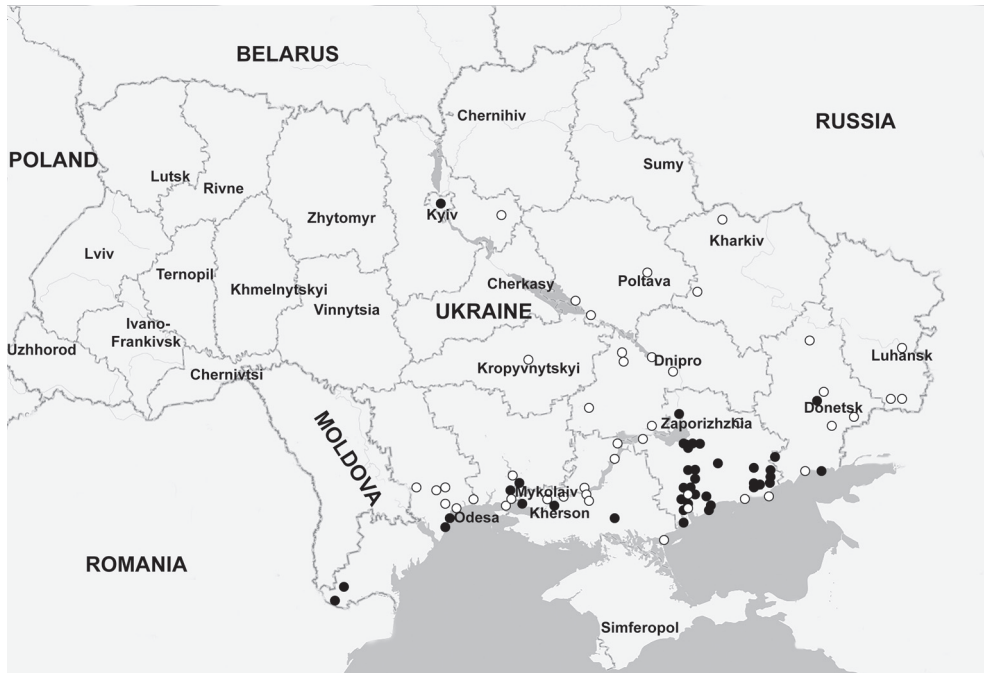 BELARUS
Chernihiv
RUSSIA
POLAND
Sumy
Lutsk
Rivne
Kyiv
Zhytomyr
Kharkiv
Lviv
Ternopil
Poltava
Cherkasy
Khmelnytskyi
Vinnytsia
UKRAINE
Ivano-
Frankivsk
Uzhhorod
Luhansk
Dnipro
Kropyvnytskyi
Chernivtsi
Donetsk
MOLDOVA
Zaporizhzhia
Mykolaiv
Kherson
Odesa
ROMANIA
Simferopol